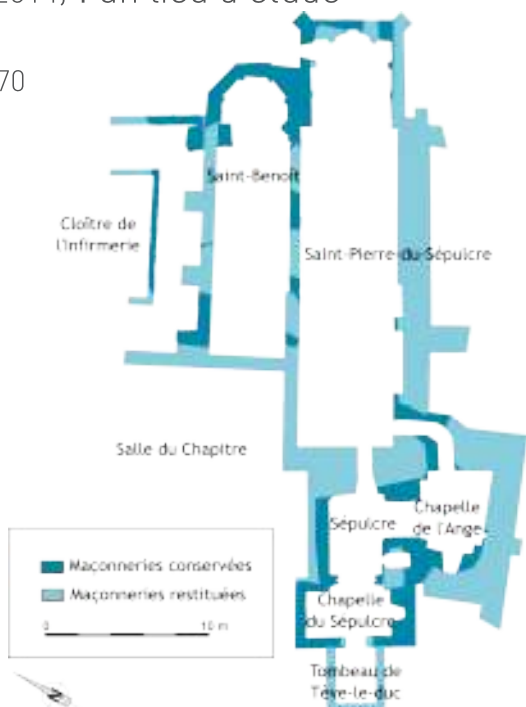 70
Saint-Benoît
Cloître de
l'Infirmerie
Saint-Pierre-du-Sépulcre
Salle du Chapitre
Chapelle
de l'Ange
Sépulcre
Maçonneries conservées
Maçonneries restituées
0 10 m
Chapelle
du Sépulcre
Tombeau de
Tève-le-duc
N